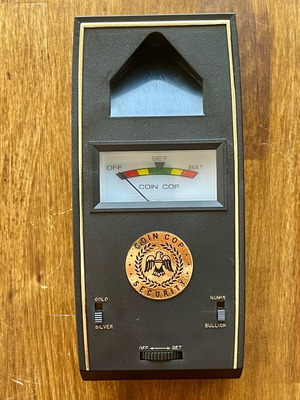 SET
OFF BAT
COIN COP
COIN COP
SECURITY
GOLD NUMIS
SILVER BULLION
OFF SET